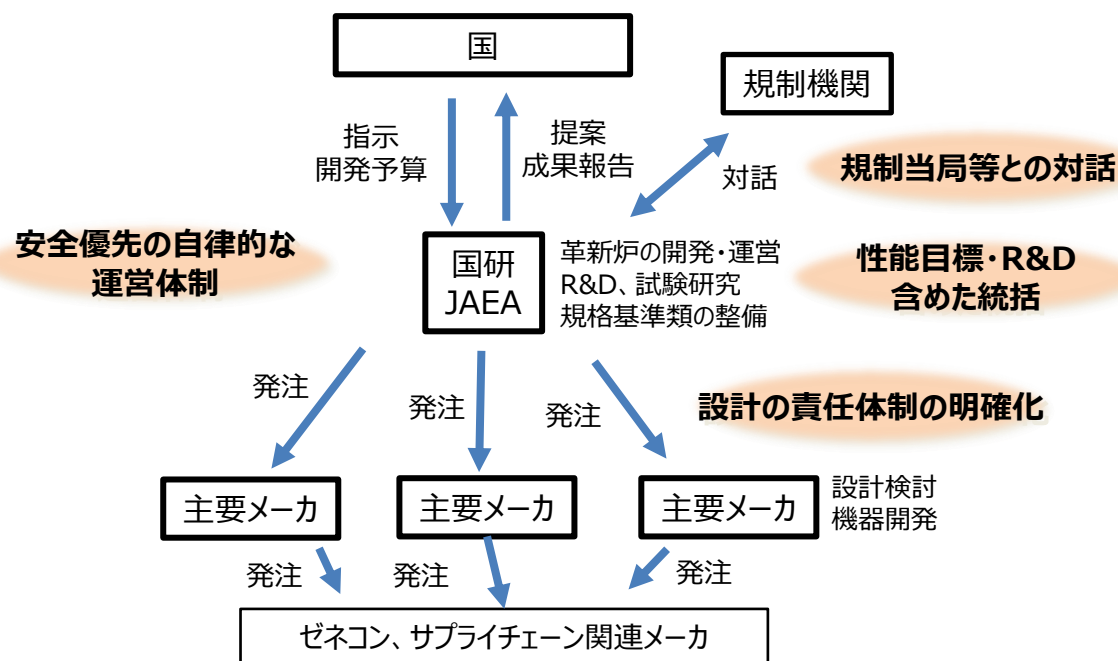 国
規制機関
指示
開発予算
提案
成果報告
対話
規制当局等との対話
安全優先の自律的な
運営体制
国研
JAEA
革新炉の開発・運営
R&D、試験研究
規格基準類の整備
性能目標・R&D
含めた統括
発注
発注
発注
設計の責任体制の明確化
主要メーカ
主要メーカ
主要メーカ
設計検討
機器開発
発注
発注
発注
ゼネコン、サプライチェーン関連メーカ